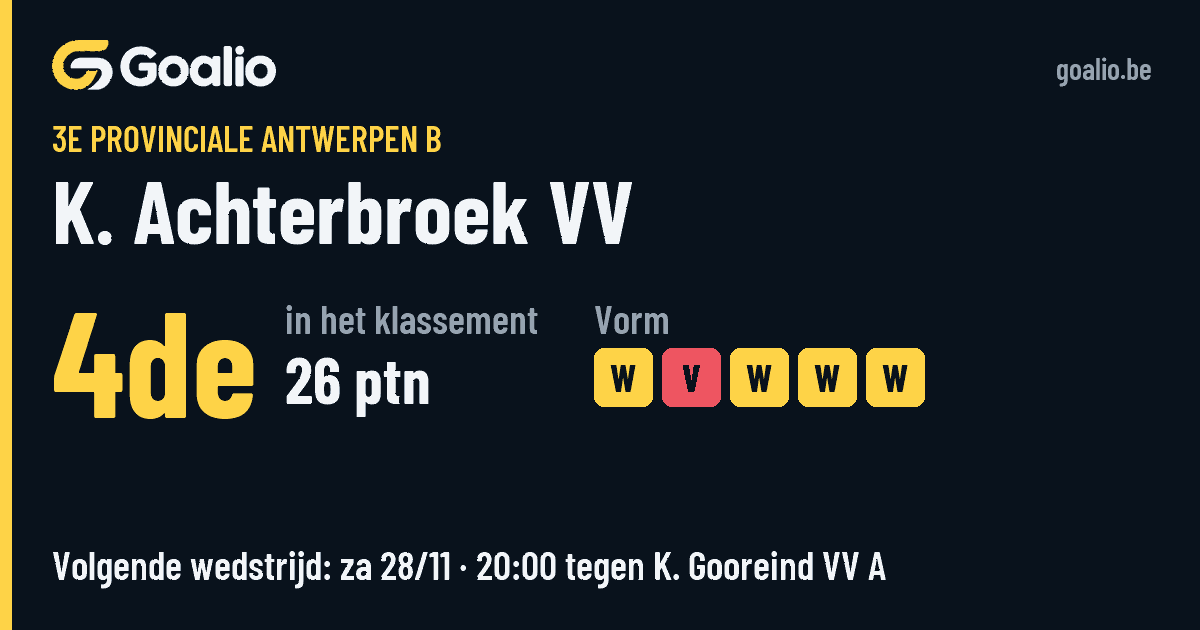 Goalio
goalio.be
3E PROVINCIALE ANTWERPEN B
K. Achterbroek VV
4de
in het klassement
26 ptn
Vorm
W V W W W
Volgende wedstrijd: za 28/11 · 20:00 tegen K. Gooreind VV A